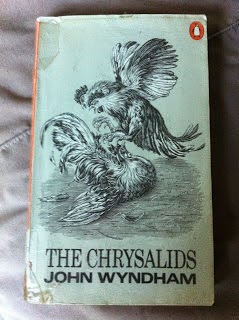 THE CHRYSALIDS
JOHN WYNDHAM